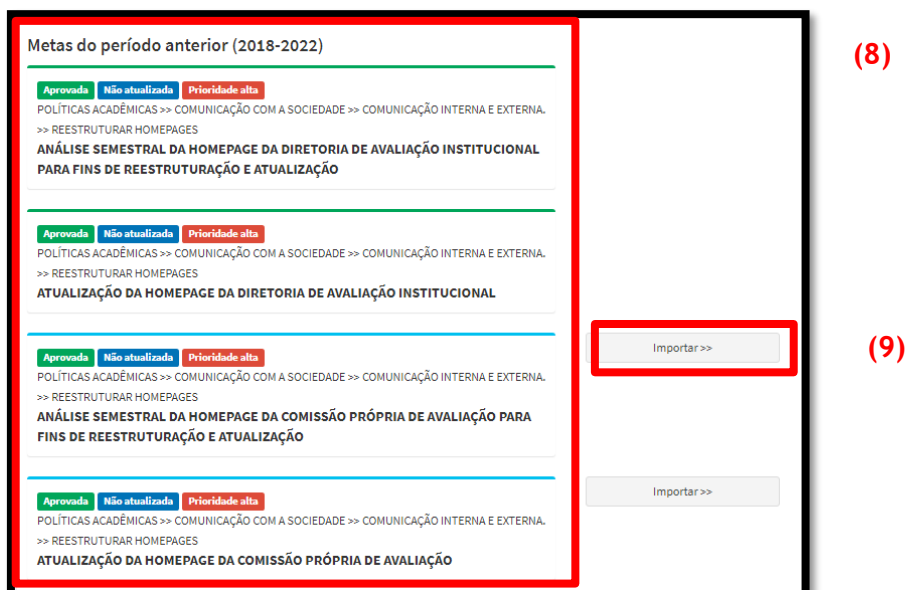 Metas do período anterior (2018-2022)
(8)
Aprovada Não atualizada Prioridade alta
POLÍTICAS ACADÊMICAS >> COMUNICAÇÃO COM A SOCIEDADE >> COMUNICAÇÃO INTERNA E EXTERNA.
>> REESTRUTURAR HOMEPAGES
ANÁLISE SEMESTRAL DA HOMEPAGE DA DIRETORIA DE AVALIAÇÃO INSTITUCIONAL
PARA FINS DE REESTRUTURAÇÃO E ATUALIZAÇÃO
Aprovada Não atualizada Prioridade alta
POLÍTICAS ACADÊMICAS >> COMUNICAÇÃO COM A SOCIEDADE >> COMUNICAÇÃO INTERNA E EXTERNA.
>> REESTRUTURAR HOMEPAGES
ATUALIZAÇÃO DA HOMEPAGE DA DIRETORIA DE AVALIAÇÃO INSTITUCIONAL
Aprovada Não atualizada Prioridade alta
POLÍTICAS ACADÊMICAS >> COMUNICAÇÃO COM A SOCIEDADE >> COMUNICAÇÃO INTERNA E EXTERNA.
>> REESTRUTURAR HOMEPAGES
ANÁLISE SEMESTRAL DA HOMEPAGE DA COMISSÃO PRÓPRIA DE AVALIAÇÃO PARA
FINS DE REESTRUTURAÇÃO E ATUALIZAÇÃO
Importar >>
(9)
Aprovada Não atualizada Prioridade alta
POLÍTICAS ACADÊMICAS >> COMUNICAÇÃO COM A SOCIEDADE >> COMUNICAÇÃO INTERNA E EXTERNA.
>> REESTRUTURAR HOMEPAGES
ATUALIZAÇÃO DA HOMEPAGE DA COMISSÃO PRÓPRIA DE AVALIAÇÃO
Importar >>